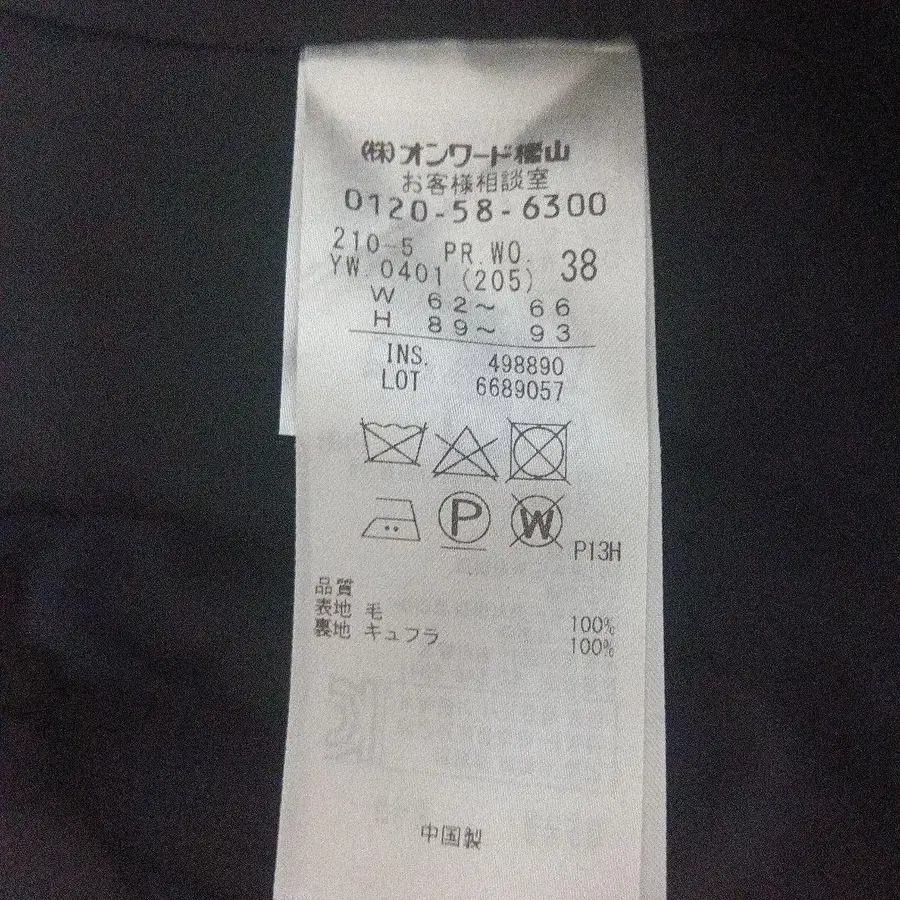 (株)オンワード樫山
お客様相談室
0120-58-6300
210-5 PR.WO. 38
YW.0401(205)
W 62～ 66
H 89～ 93
INS. 498890
LOT 6689057
P W
P13H
品質
表地 毛 100%
裏地 キュプラ 100%
中国製